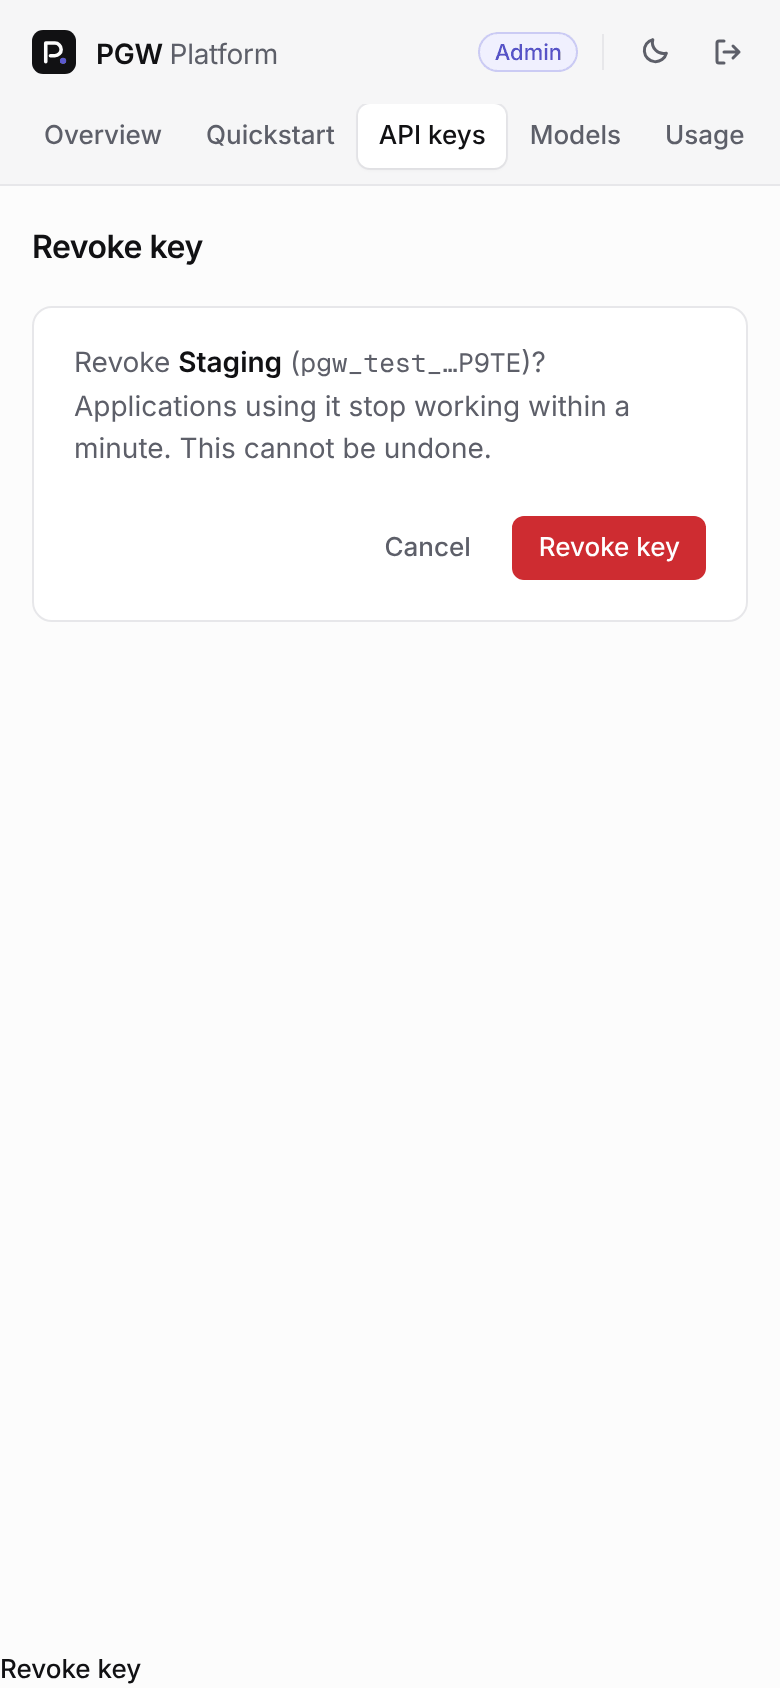 P. PGW Platform Admin
Overview Quickstart API keys Models Usage
Revoke key
Revoke Staging (pgw_test_…P9TE)?
Applications using it stop working within a
minute. This cannot be undone.
Cancel Revoke key
Revoke key